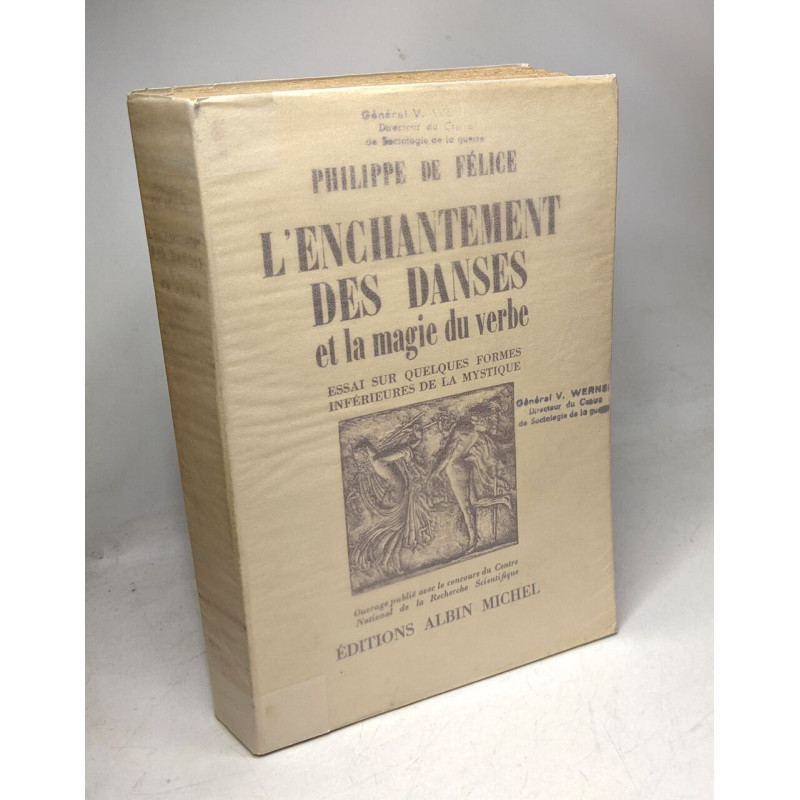 Général V.
Directeur du Cours
de Sociologie de la guerre
PHILIPPE DE FÉLICE
L'ENCHANTEMENT
DES DANSES
et la magie du verbe
ESSAI SUR QUELQUES FORMES
INFÉRIEURES DE LA MYSTIQUE
Général V. WERNE
Directeur du Cours
de Sociologie de la
Ouvrage publié avec le concours du Centre
National de la Recherche Scientifique
ÉDITIONS ALBIN MICHEL